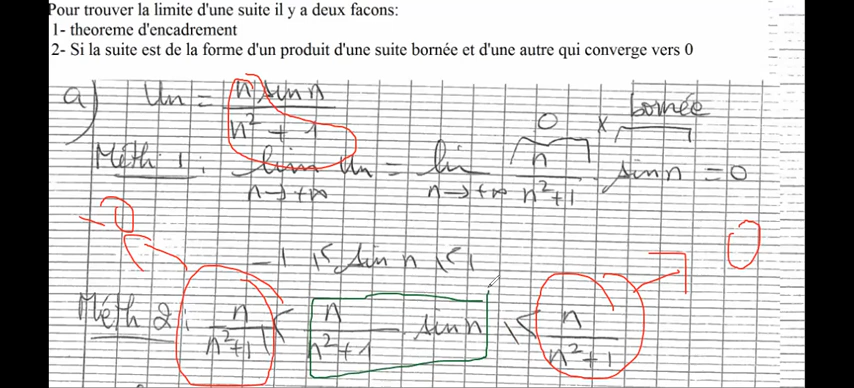 Pour trouver la limite d'une suite il y a deux facons:
1- theoreme d'encadrement
2- Si la suite est de la forme d'un produit d'une suite bornée et d'une autre qui converge vers 0
a) Un = n sin n / n² + 1
0 × bornée
Méth 1 : lim n→+∞ Un = lim n→+∞ n / n²+1 . sin n = 0
-0 0
-1 ≤ sin n ≤ 1
Méth 2 : n / n²+1 ≤ n / n²+1 . sin n ≤ n / n²+1